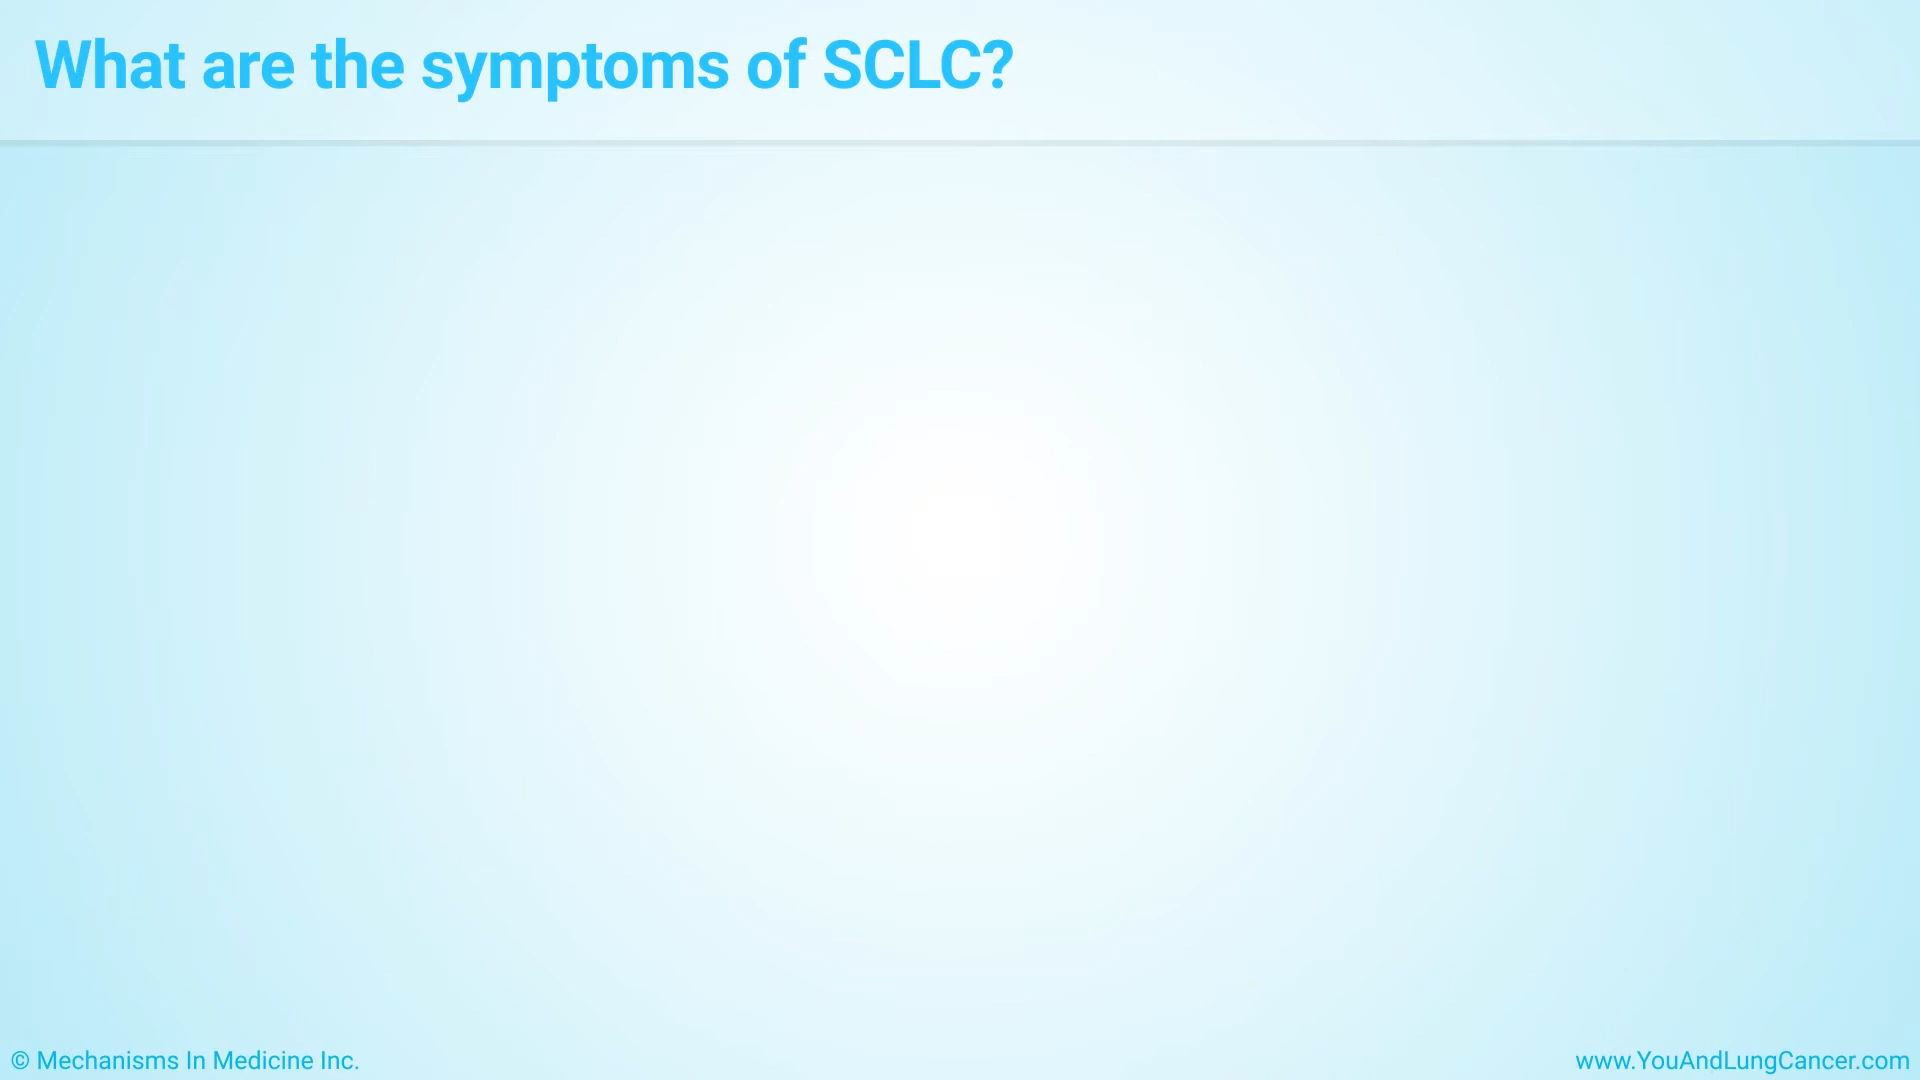 What are the symptoms of SCLC?
© Mechanisms In Medicine Inc.
www.YouAndLungCancer.com